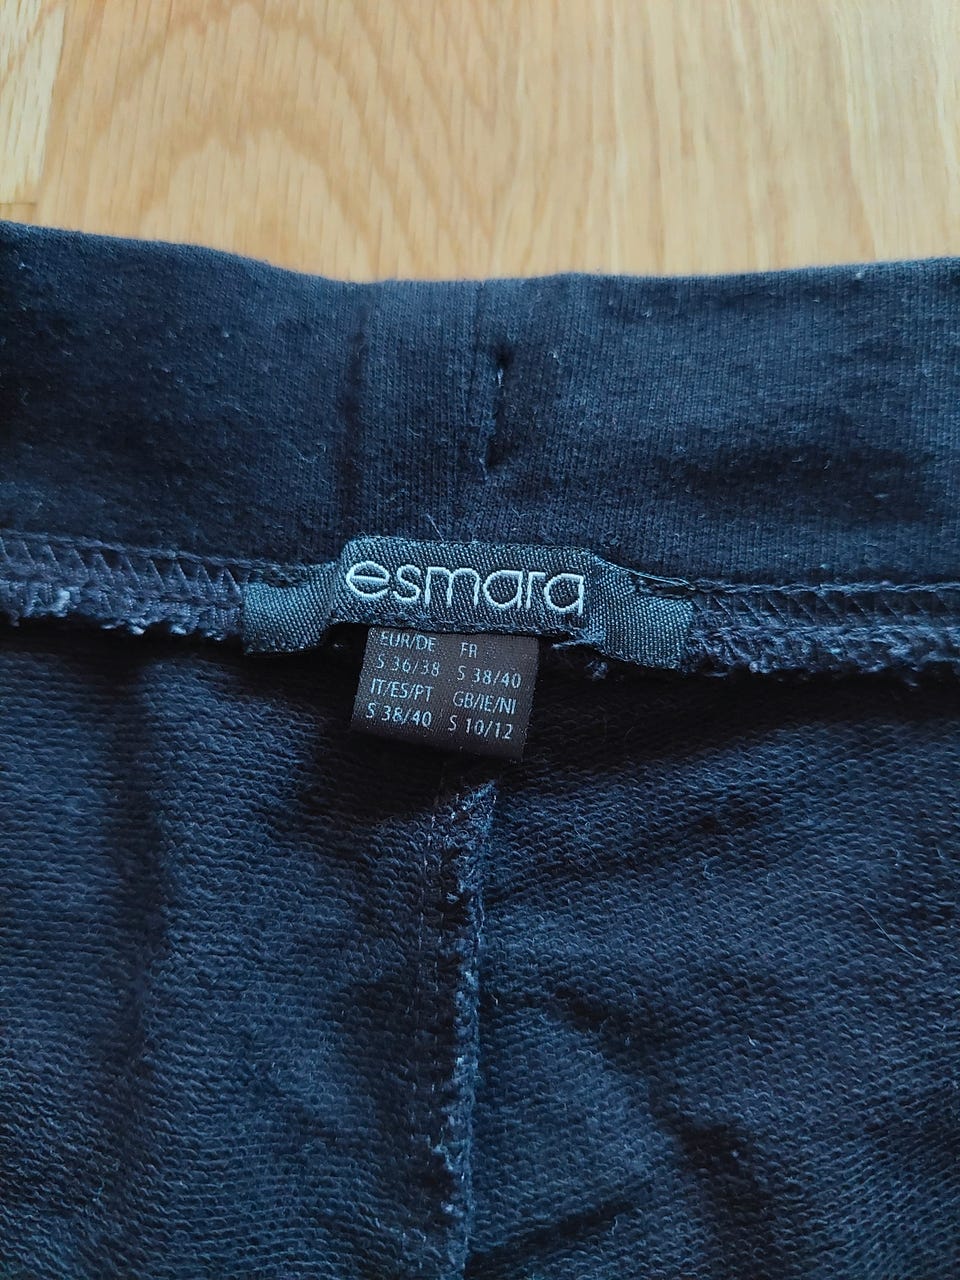 esmara
EUR/DE FR
S 36/38 S 38/40
IT/ES/PT GB/IE/NI
S 38/40 S 10/12